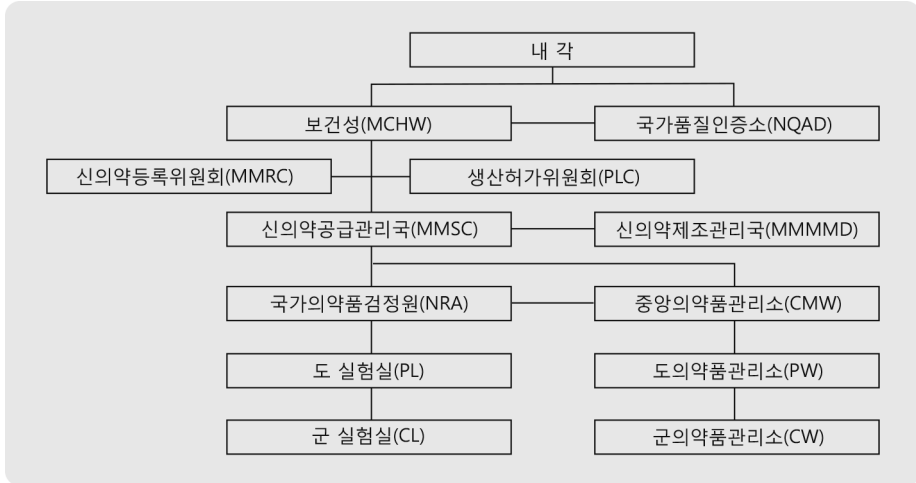 내 각
보건성(MCHW)
국가품질인증소(NQAD)
신의약등록위원회(MMRC)
생산허가위원회(PLC)
신의약공급관리국(MMSC)
신의약제조관리국(MMMMD)
국가의약품검정원(NRA)
중앙의약품관리소(CMW)
도 실험실(PL)
도의약품관리소(PW)
군 실험실(CL)
군의약품관리소(CW)